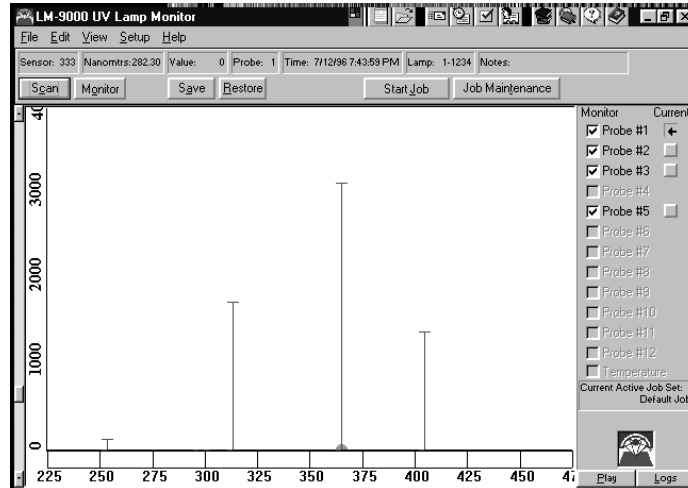 LM-9000 UV Lamp Monitor
File Edit View Setup Help
Sensor: 333 Nanomtrs:282.30 Value: 0 Probe: 1 Time: 7/12/96 7:43:59 PM Lamp: 1-1234 Notes:
Scan Monitor Save Restore Start Job Job Maintenance
Monitor Current
Probe #1
Probe #2
Probe #3
Probe #4
Probe #5
Probe #6
Probe #7
Probe #8
Probe #9
Probe #10
Probe #11
Probe #12
Temperature
Current Active Job Set:
Default Job
Play Logs
40
3000
2000
1000
0
225 250 275 300 325 350 375 400 425 450 47